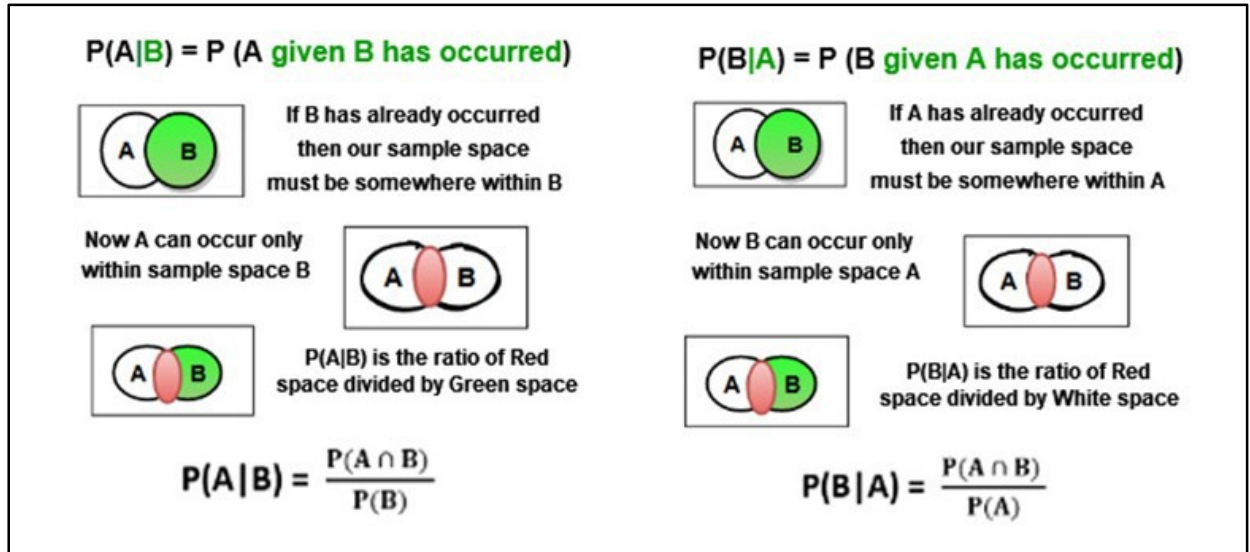 P(A|B) = P (A given B has occurred)
A B
If B has already occurred
then our sample space
must be somewhere within B
Now A can occur only
within sample space B
A B
A B
P(A|B) is the ratio of Red
space divided by Green space
P(A|B) = P(A ∩ B) / P(B)
P(B|A) = P (B given A has occurred)
A B
If A has already occurred
then our sample space
must be somewhere within A
Now B can occur only
within sample space A
A B
A B
P(B|A) is the ratio of Red
space divided by White space
P(B|A) = P(A ∩ B) / P(A)